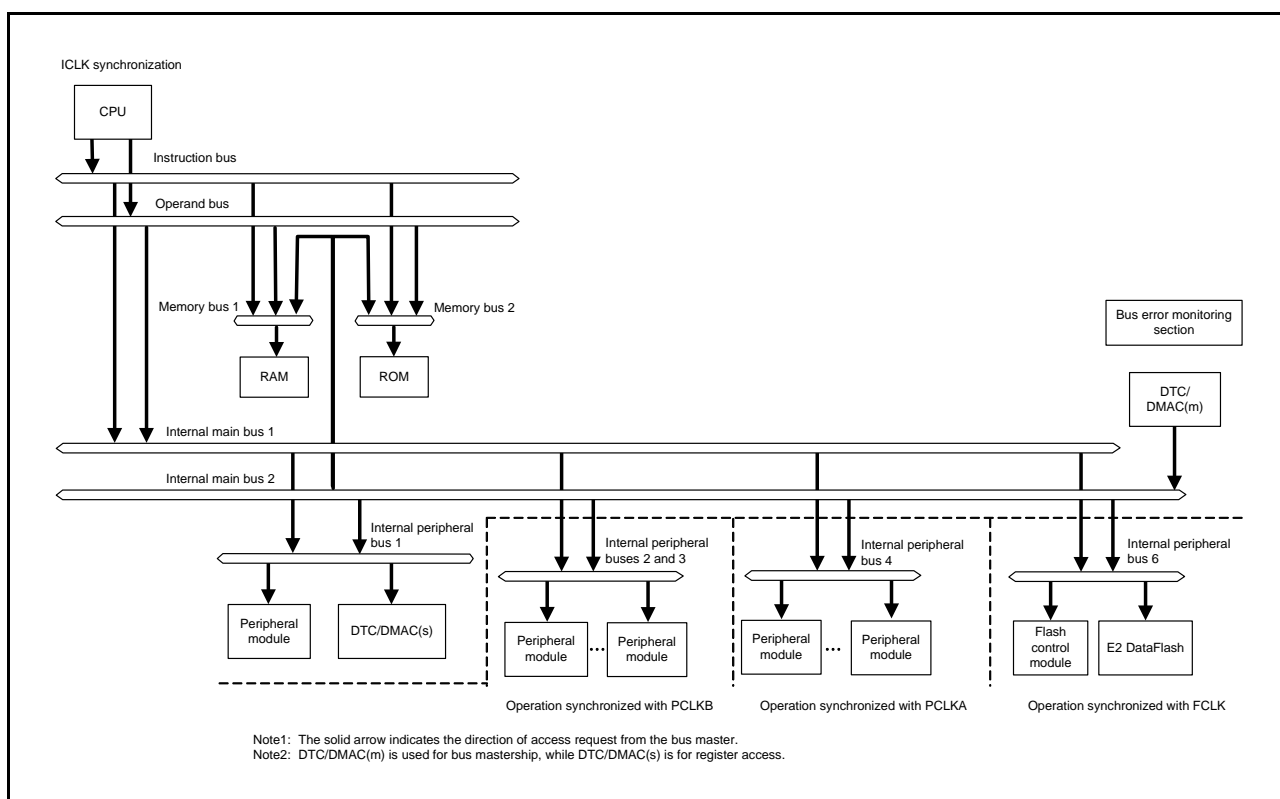 ICLK synchronization
CPU
Instruction bus
Operand bus
Memory bus 1
Memory bus 2
Bus error monitoring
section
RAM
ROM
DTC/
DMAC(m)
Internal main bus 1
Internal main bus 2
Internal peripheral
bus 1
Internal peripheral
buses 2 and 3
Internal peripheral
bus 4
Internal peripheral
bus 6
Peripheral
module
DTC/DMAC(s)
Peripheral
module
...
Peripheral
module
Peripheral
module
...
Peripheral
module
Flash
control
module
E2 DataFlash
Operation synchronized with PCLKB
Operation synchronized with PCLKA
Operation synchronized with FCLK
Note1: The solid arrow indicates the direction of access request from the bus master.
Note2: DTC/DMAC(m) is used for bus mastership, while DTC/DMAC(s) is for register access.